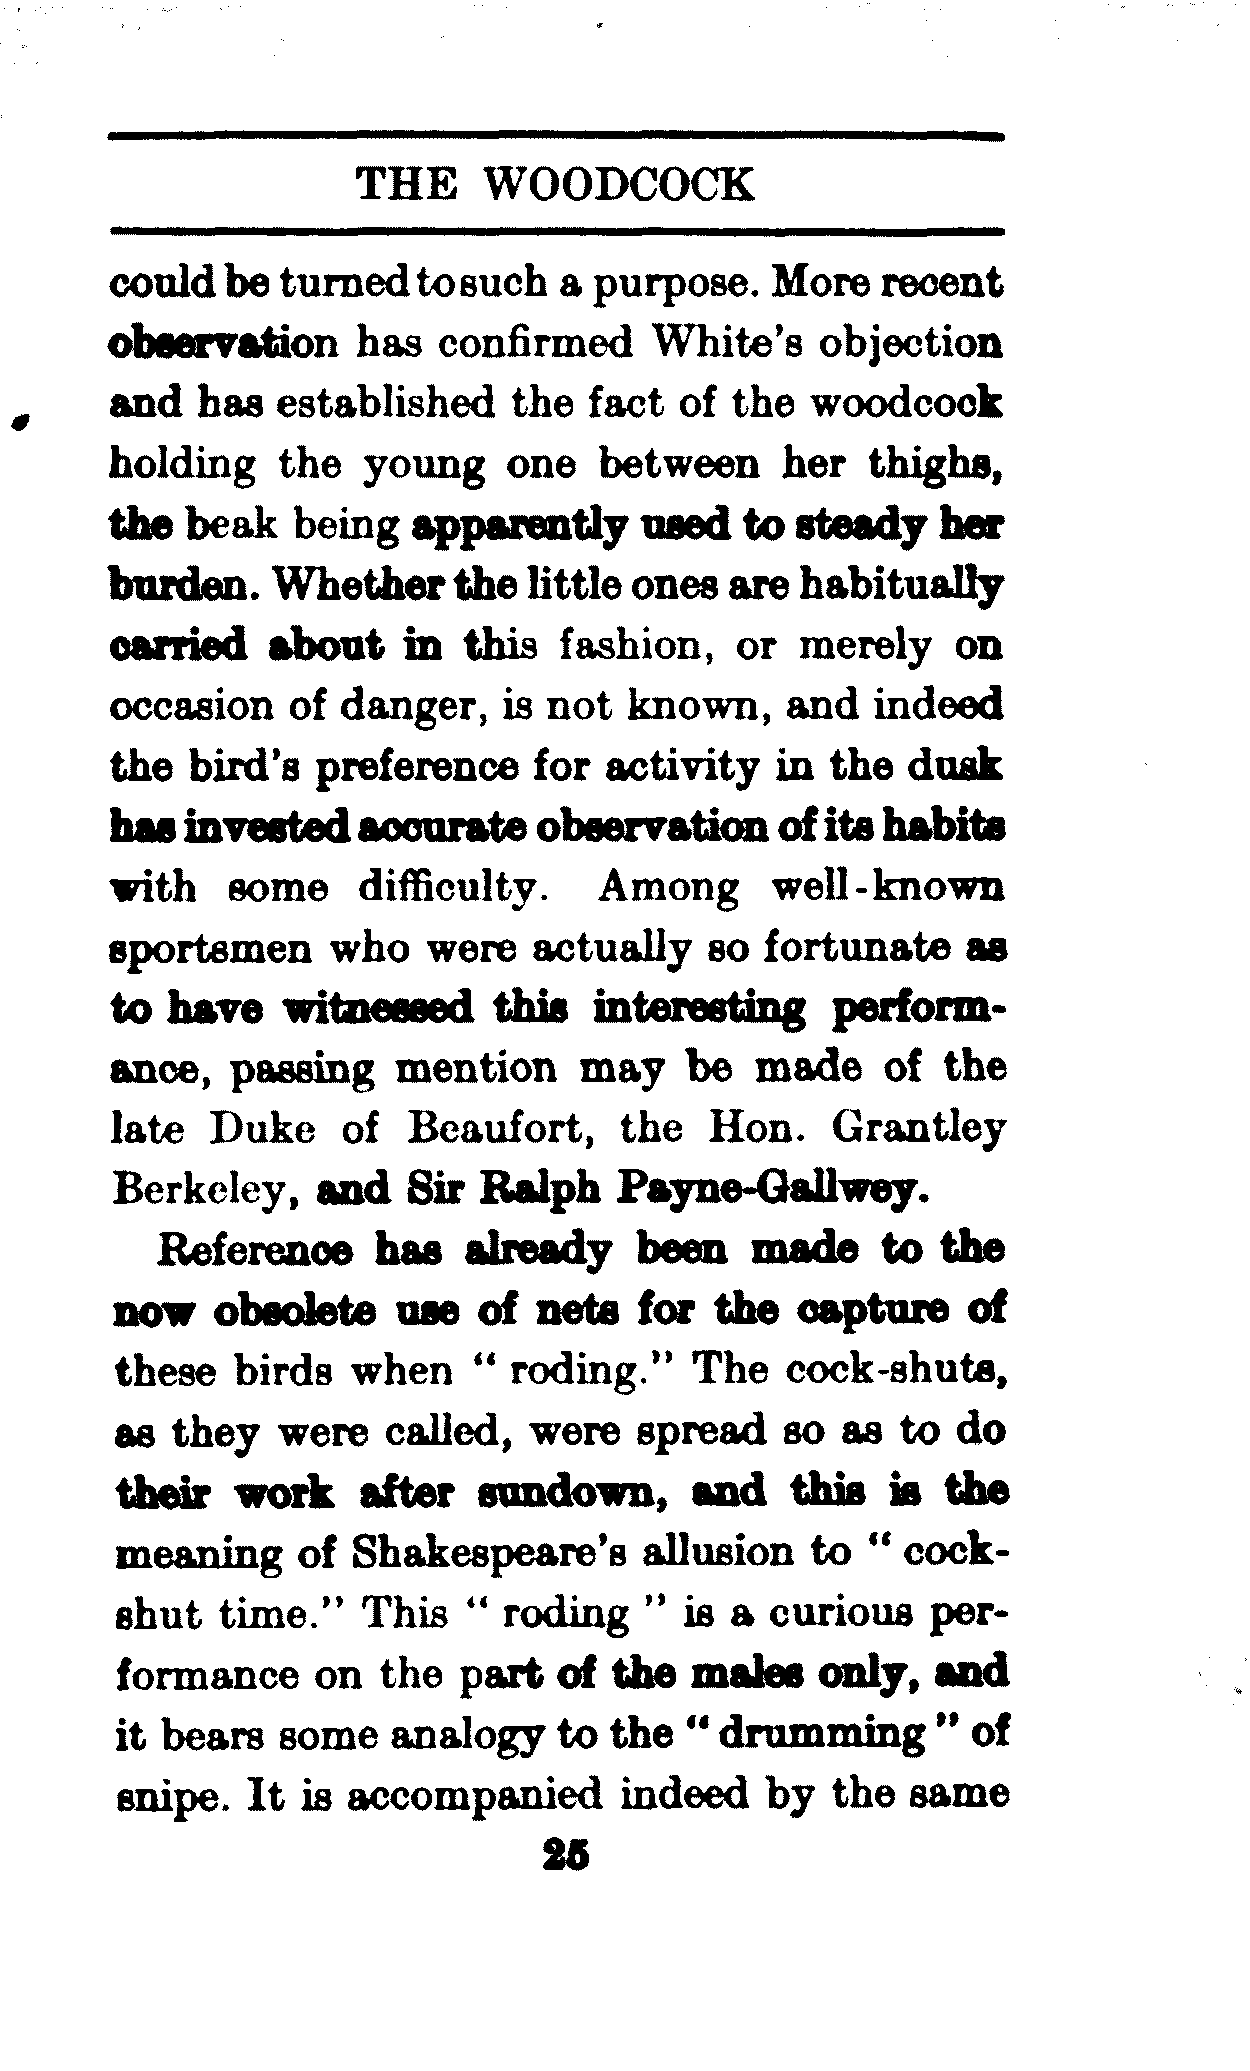 THE WOODCOCK
could be turned to such a purpose. More recent
observation has confirmed White's objection
and has established the fact of the woodcock
holding the young one between her thighs,
the beak being apparently used to steady her
burden. Whether the little ones are habitually
carried about in this fashion, or merely on
occasion of danger, is not known, and indeed
the bird's preference for activity in the dusk
has invested accurate observation of its habits
with some difficulty. Among well-known
sportsmen who were actually so fortunate as
to have witnessed this interesting perform-
ance, passing mention may be made of the
late Duke of Beaufort, the Hon. Grantley
Berkeley, and Sir Ralph Payne-Gallwey.
Reference has already been made to the
now obsolete use of nets for the capture of
these birds when " roding." The cock-shuts,
as they were called, were spread so as to do
their work after sundown, and this is the
meaning of Shakespeare's allusion to " cock-
shut time." This " roding " is a curious per-
formance on the part of the males only, and
it bears some analogy to the " drumming " of
snipe. It is accompanied indeed by the same
25